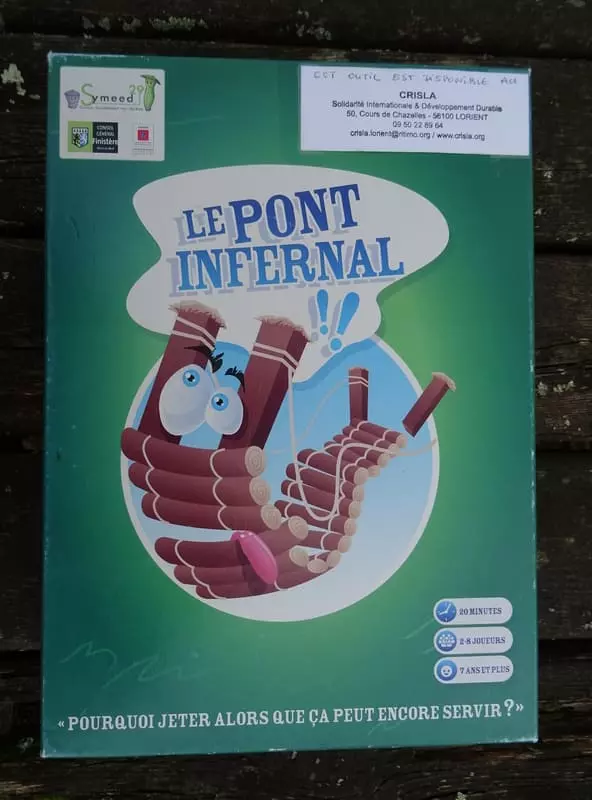 Symeed 29
CONSEIL
GÉNÉRAL
Finistère
CET OUTIL EST DISPONIBLE AU
CRISLA
Solidarité Internationale & Développement Durable
50, Cours de Chazelles - 56100 LORIENT
09 50 22 89 64
crisla.lorient@ritimo.org / www.crisla.org
LE PONT
INFERNAL
!!
20 MINUTES
2-8 JOUEURS
7 ANS ET PLUS
« POURQUOI JETER ALORS QUE ÇA PEUT ENCORE SERVIR ? »